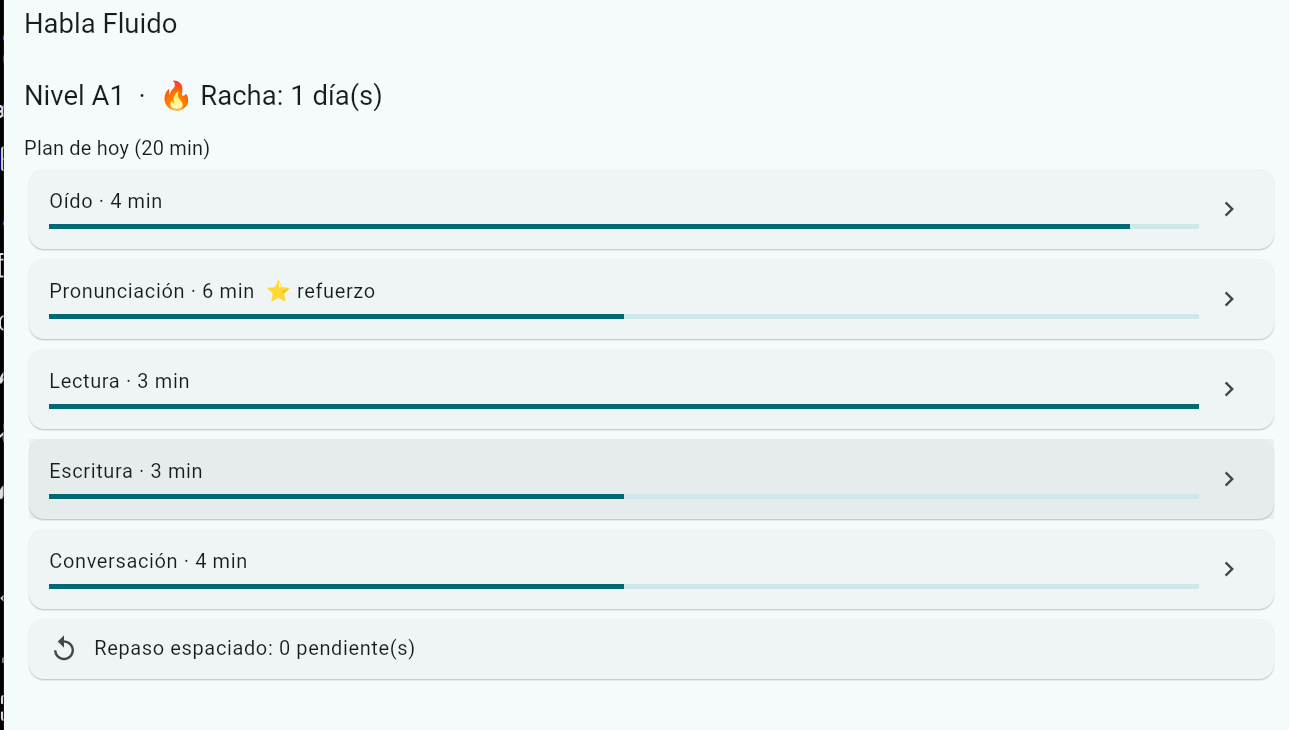 Habla Fluido
Nivel A1 · 🔥 Racha: 1 día(s)
Plan de hoy (20 min)
Oído · 4 min
Pronunciación · 6 min ⭐ refuerzo
Lectura · 3 min
Escritura · 3 min
Conversación · 4 min
Repaso espaciado: 0 pendiente(s)